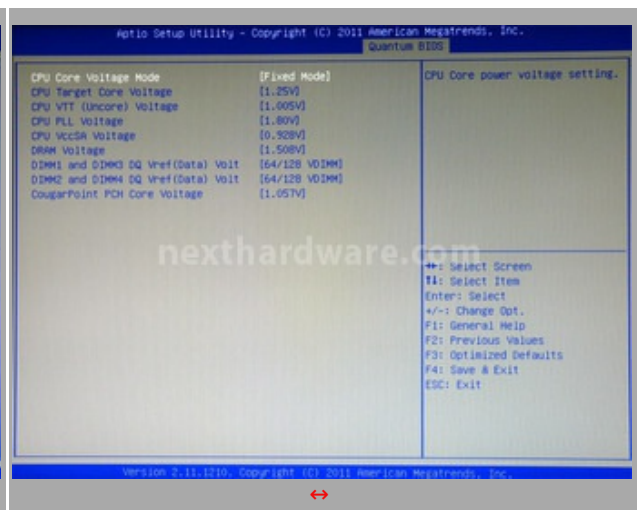 Aptio Setup Utility - Copyright (C) 2011 American Megatrends, Inc.
Quantum BIOS
CPU Core Voltage Mode [Fixed Mode]
CPU Target Core Voltage [1.25V]
CPU VTT (Uncore) Voltage [1.005V]
CPU PLL Voltage [1.80V]
CPU VccSA Voltage [0.928V]
DRAM Voltage [1.508V]
DIMM1 and DIMM3 DQ Vref(Data) Volt [64/128 VDIMM]
DIMM2 and DIMM4 DQ Vref(Data) Volt [64/128 VDIMM]
CougarPoint PCH Core Voltage [1.057V]
CPU Core power voltage setting.
nexthardware.com
↔: Select Screen
↑↓: Select Item
Enter: Select
+/-: Change Opt.
F1: General Help
F2: Previous Values
F3: Optimized Defaults
F4: Save & Exit
ESC: Exit
Version 2.11.1210. Copyright (C) 2011 American Megatrends, Inc.